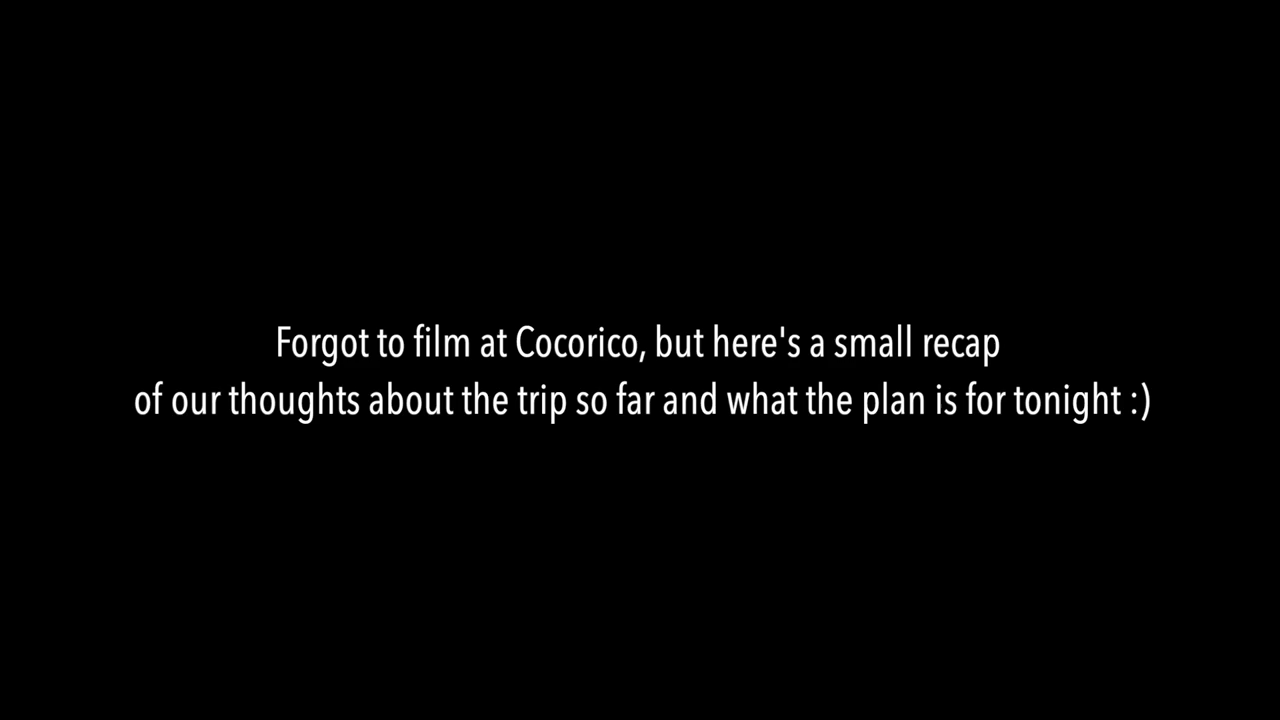 Forgot to film at Cocorico, but here's a small recap
of our thoughts about the trip so far and what the plan is for tonight :)